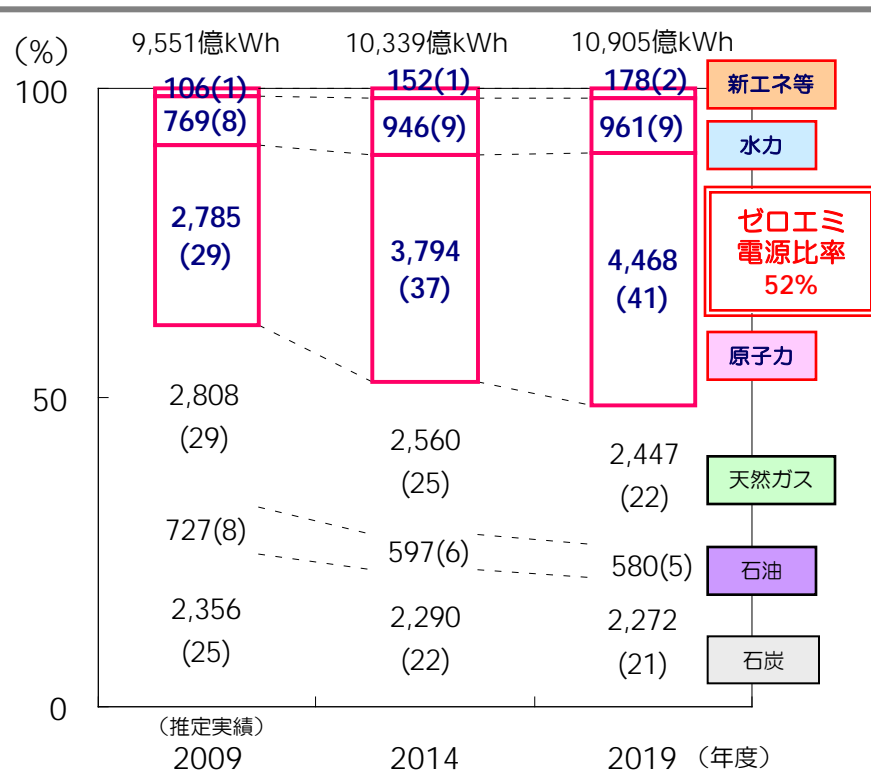 (%)
9,551億kWh 10,339億kWh 10,905億kWh
100
106(1) 152(1) 178(2) 新エネ等
769(8) 946(9) 961(9) 水力
2,785
(29)
3,794
(37)
4,468
(41)
ゼロエミ
電源比率
52%
原子力
50
2,808
(29)
2,560
(25)
2,447
(22)
天然ガス
727(8) 597(6) 580(5) 石油
2,356
(25)
2,290
(22)
2,272
(21)
石炭
0
(推定実績)
2009 2014 2019 (年度)